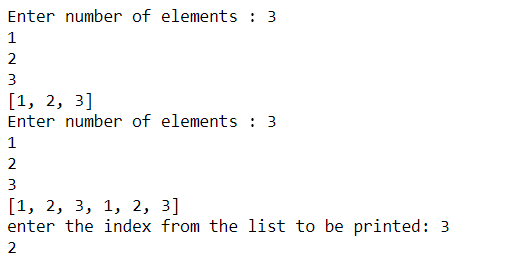 Enter number of elements : 3
1
2
3
[1, 2, 3]
Enter number of elements : 3
1
2
3
[1, 2, 3, 1, 2, 3]
enter the index from the list to be printed: 3
2